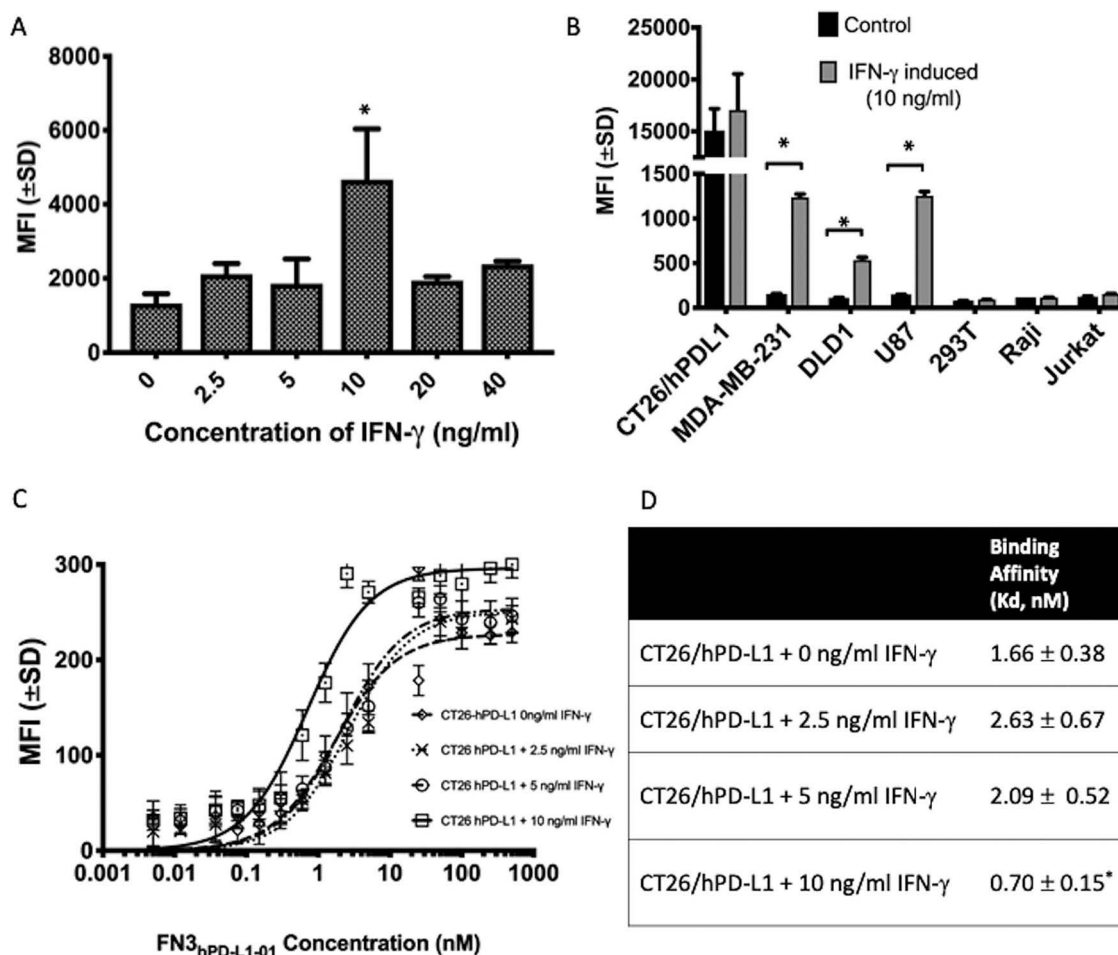 A
8000
6000
4000
2000
0
MFI (±SD)
*
0
2.5
5
10
20
40
Concentration of IFN-γ (ng/ml)
B
Control
IFN-γ induced
(10 ng/ml)
25000
20000
15000
1500
1000
500
0
MFI (±SD)
*
*
*
CT26/hPDL1
MDA-MB-231
DLD1
U87
293T
Raji
Jurkat
C
300
200
100
0
MFI (±SD)
CT26-hPD-L1 0ng/ml IFN-γ
CT26 hPD-L1 + 2.5 ng/ml IFN-γ
CT26 hPD-L1 + 5 ng/ml IFN-γ
CT26 hPD-L1 + 10 ng/ml IFN-γ
0.001
0.01
0.1
1
10
100
1000
FN3hPD-L1-01 Concentration (nM)
D
Binding
Affinity
(Kd, nM)
CT26/hPD-L1 + 0 ng/ml IFN-γ 1.66 ± 0.38
CT26/hPD-L1 + 2.5 ng/ml IFN-γ 2.63 ± 0.67
CT26/hPD-L1 + 5 ng/ml IFN-γ 2.09 ± 0.52
CT26/hPD-L1 + 10 ng/ml IFN-γ 0.70 ± 0.15*